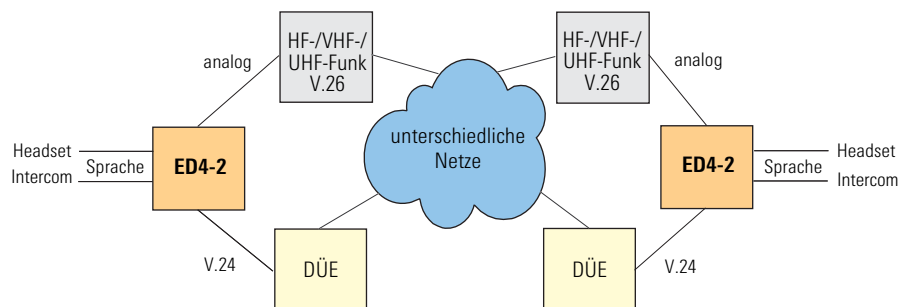 HF-/VHF-/
UHF-Funk
V.26
HF-/VHF-/
UHF-Funk
V.26
analog
analog
unterschiedliche
Netze
Headset
Sprache
Intercom
ED4-2
ED4-2
Headset
Sprache
Intercom
V.24
DÜE
DÜE
V.24